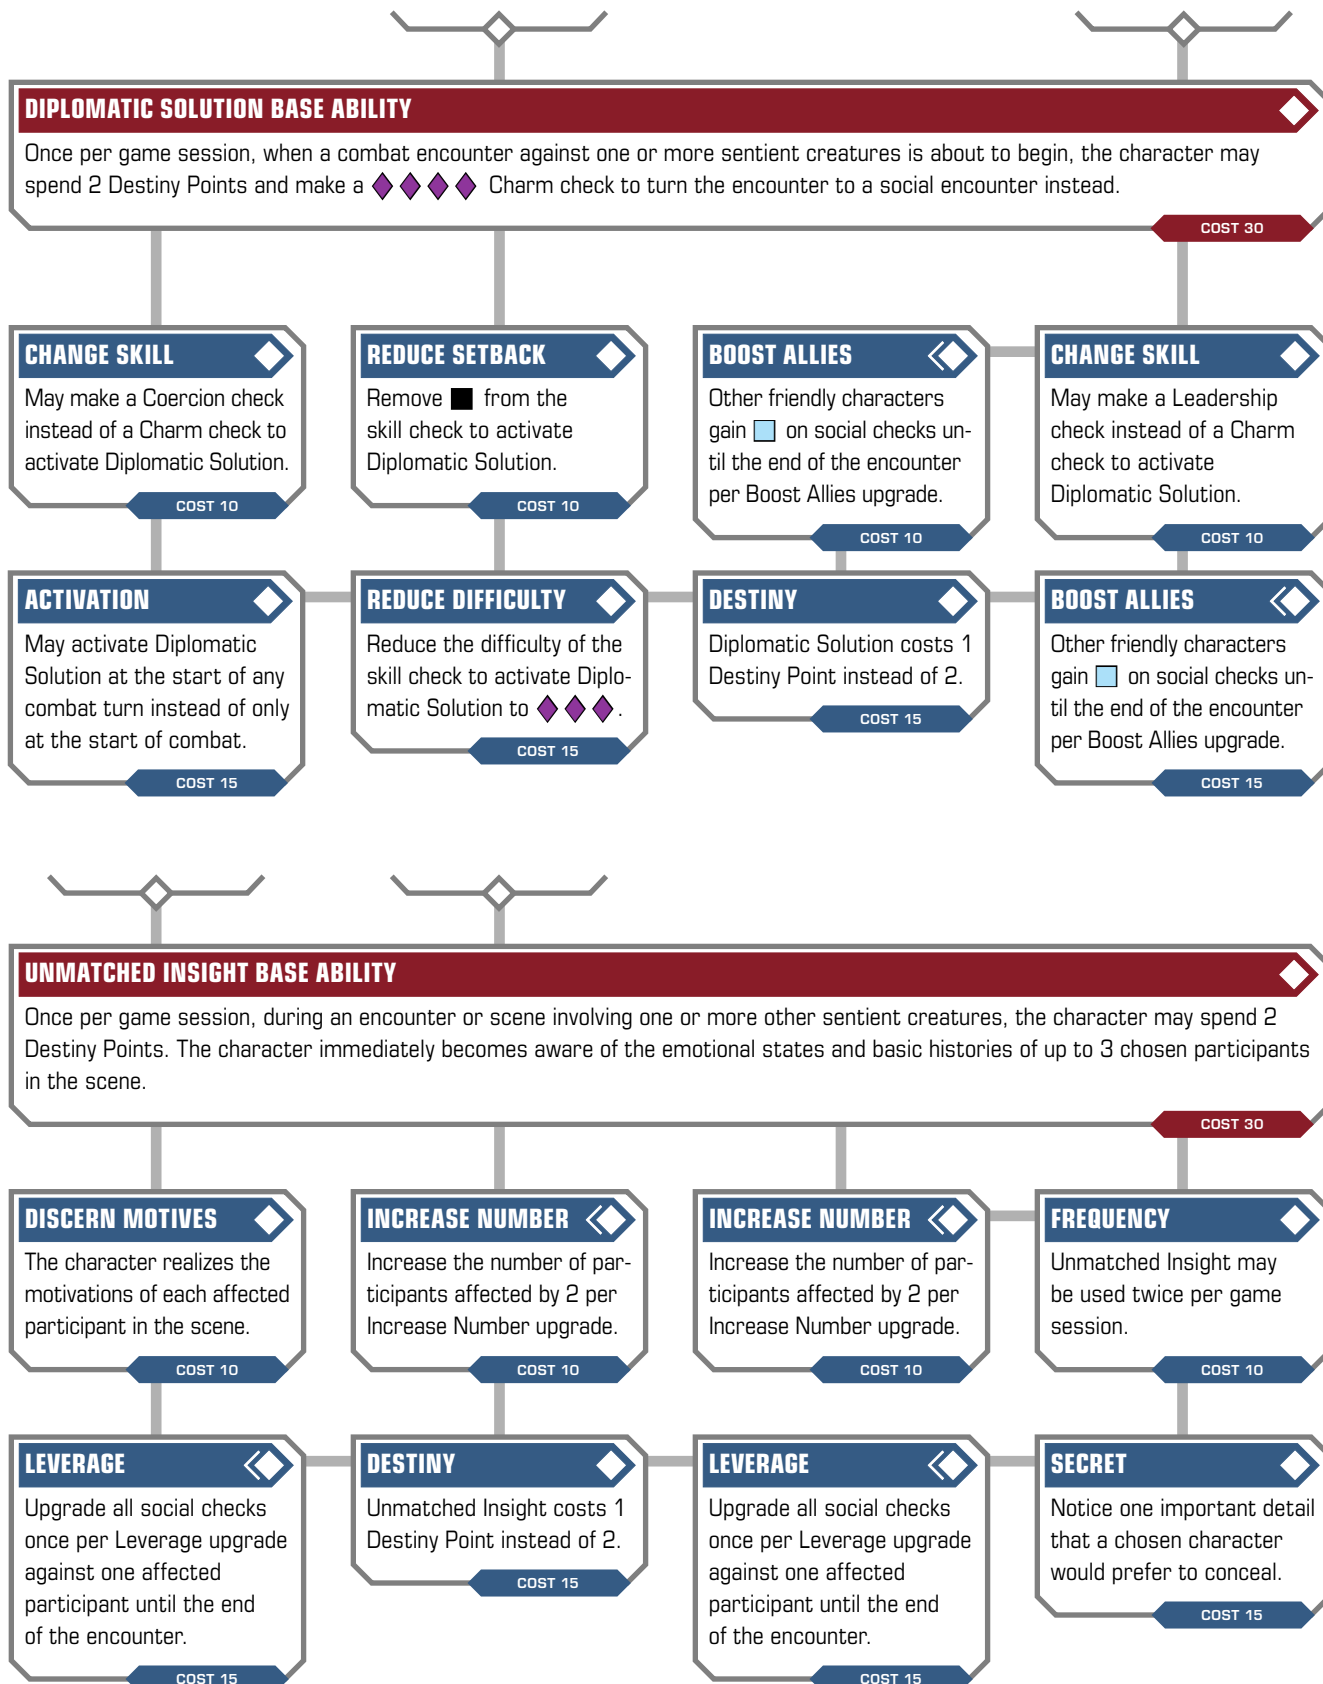 DIPLOMATIC SOLUTION BASE ABILITY
Once per game session, when a combat encounter against one or more sentient creatures is about to begin, the character may
spend 2 Destiny Points and make a Charm check to turn the encounter to a social encounter instead.
COST 30
CHANGE SKILL
May make a Coercion check
instead of a Charm check to
activate Diplomatic Solution.
COST 10
REDUCE SETBACK
Remove from the
skill check to activate
Diplomatic Solution.
COST 10
BOOST ALLIES
Other friendly characters
gain on social checks un-
til the end of the encounter
per Boost Allies upgrade.
COST 10
CHANGE SKILL
May make a Leadership
check instead of a Charm
check to activate
Diplomatic Solution.
COST 10
ACTIVATION
May activate Diplomatic
Solution at the start of any
combat turn instead of only
at the start of combat.
COST 15
REDUCE DIFFICULTY
Reduce the difficulty of the
skill check to activate Diplo-
matic Solution to .
COST 15
DESTINY
Diplomatic Solution costs 1
Destiny Point instead of 2.
COST 15
BOOST ALLIES
Other friendly characters
gain on social checks un-
til the end of the encounter
per Boost Allies upgrade.
COST 15
UNMATCHED INSIGHT BASE ABILITY
Once per game session, during an encounter or scene involving one or more other sentient creatures, the character may spend 2
Destiny Points. The character immediately becomes aware of the emotional states and basic histories of up to 3 chosen participants
in the scene.
COST 30
DISCERN MOTIVES
The character realizes the
motivations of each affected
participant in the scene.
COST 10
INCREASE NUMBER
Increase the number of par-
ticipants affected by 2 per
Increase Number upgrade.
COST 10
INCREASE NUMBER
Increase the number of par-
ticipants affected by 2 per
Increase Number upgrade.
COST 10
FREQUENCY
Unmatched Insight may
be used twice per game
session.
COST 10
LEVERAGE
Upgrade all social checks
once per Leverage upgrade
against one affected
participant until the end
of the encounter.
COST 15
DESTINY
Unmatched Insight costs 1
Destiny Point instead of 2.
COST 15
LEVERAGE
Upgrade all social checks
once per Leverage upgrade
against one affected
participant until the end
of the encounter.
COST 15
SECRET
Notice one important detail
that a chosen character
would prefer to conceal.
COST 15